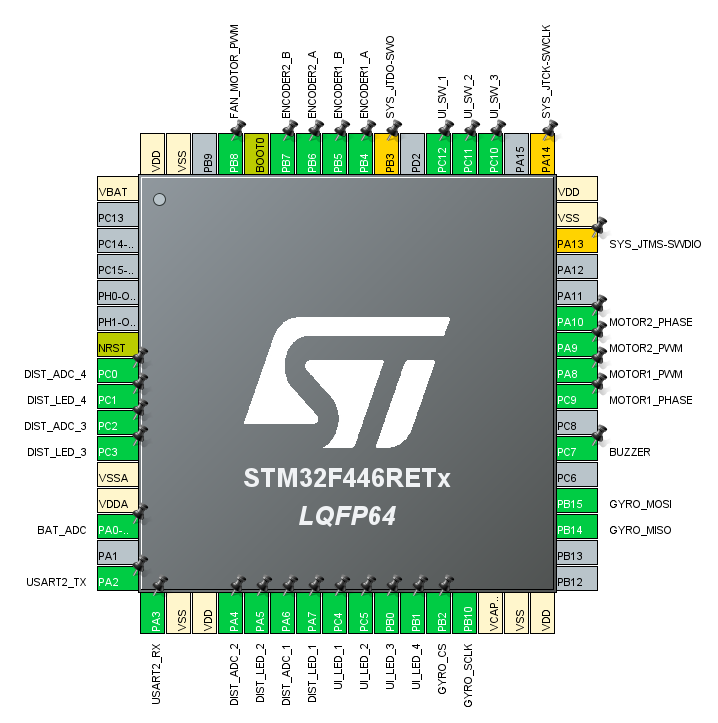 FAN_MOTOR_PWM
ENCODER2_B
ENCODER2_A
ENCODER1_B
ENCODER1_A
SYS_JTDO-SWO
UI_SW_1
UI_SW_2
UI_SW_3
SYS_JTCK-SWCLK
VDD
VSS
PB9
PB8
BOOT0
PB7
PB6
PB5
PB4
PB3
PD2
PC12
PC11
PC10
PA15
PA14
VBAT
PC13
PC14-..
PC15-..
PH0-O..
PH1-O..
NRST
DIST_ADC_4 PC0
DIST_LED_4 PC1
DIST_ADC_3 PC2
DIST_LED_3 PC3
VSSA
VDDA
BAT_ADC PA0-..
PA1
USART2_TX PA2
ST
STM32F446RETx
LQFP64
VDD
VSS
PA13 SYS_JTMS-SWDIO
PA12
PA11
PA10 MOTOR2_PHASE
PA9 MOTOR2_PWM
PA8 MOTOR1_PWM
PC9 MOTOR1_PHASE
PC8
PC7 BUZZER
PC6
PB15 GYRO_MOSI
PB14 GYRO_MISO
PB13
PB12
PA3
VSS
VDD
PA4
PA5
PA6
PA7
PC4
PC5
PB0
PB1
PB2
PB10
VCAP..
VSS
VDD
USART2_RX
DIST_ADC_2
DIST_LED_2
DIST_ADC_1
DIST_LED_1
UI_LED_1
UI_LED_2
UI_LED_3
UI_LED_4
GYRO_CS
GYRO_SCLK